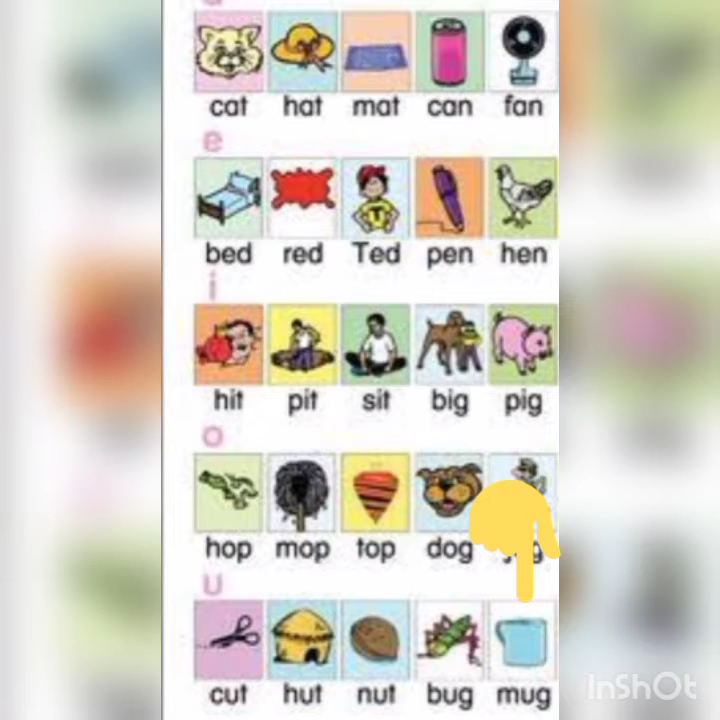 cat hat mat can fan
e
bed red Ted pen hen
i
hit pit sit big pig
o
hop mop top dog
u
cut hut nut bug mug
InShOt